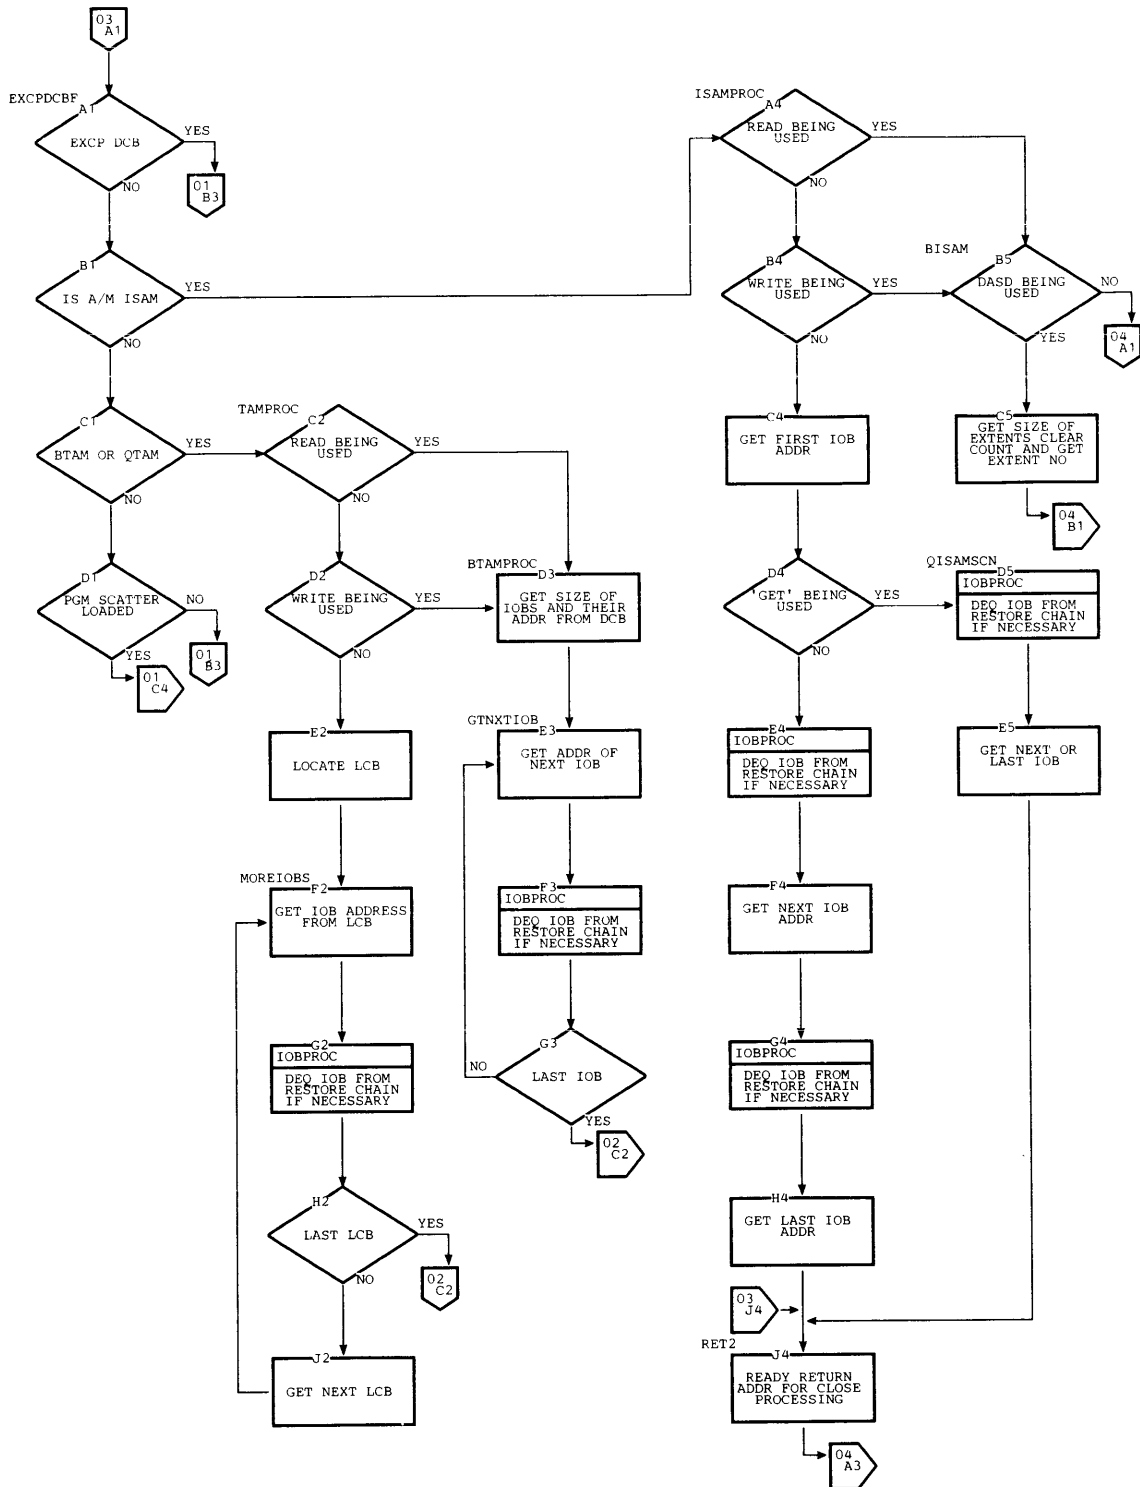 03
A1
EXCPDCBF
A1
EXCP DCB
YES
NO
01
B3
B1
IS A/M ISAM
YES
NO
C1
BTAM OR QTAM
YES
NO
D1
PGM SCATTER
LOADED
NO
YES
01
B3
01
C4
TAMPROC
C2
READ BEING
USED
YES
NO
D2
WRITE BEING
USED
YES
NO
E2
LOCATE LCB
MOREIOBS
F2
GET IOB ADDRESS
FROM LCB
G2
IOBPROC
DEQ IOB FROM
RESTORE CHAIN
IF NECESSARY
H2
LAST LCB
YES
NO
02
C2
J2
GET NEXT LCB
BTAMPROC
D3
GET SIZE OF
IOBS AND THEIR
ADDR FROM DCB
GTNXTIOB
E3
GET ADDR OF
NEXT IOB
F3
IOBPROC
DEQ IOB FROM
RESTORE CHAIN
IF NECESSARY
G3
LAST IOB
NO
YES
02
C2
ISAMPROC
A4
READ BEING
USED
YES
NO
B4
WRITE BEING
USED
YES
NO
C4
GET FIRST IOB
ADDR
D4
'GET' BEING
USED
YES
NO
E4
IOBPROC
DEQ IOB FROM
RESTORE CHAIN
IF NECESSARY
F4
GET NEXT IOB
ADDR
G4
IOBPROC
DEQ IOB FROM
RESTORE CHAIN
IF NECESSARY
H4
GET LAST IOB
ADDR
03
J4
RET2
J4
READY RETURN
ADDR FOR CLOSE
PROCESSING
04
A3
BISAM
B5
DASD BEING
USED
NO
YES
04
A1
C5
GET SIZE OF
EXTENTS CLEAR
COUNT AND GET
EXTENT NO
04
B1
QISAMSCN
D5
IOBPROC
DEQ IOB FROM
RESTORE CHAIN
IF NECESSARY
E5
GET NEXT OR
LAST IOB